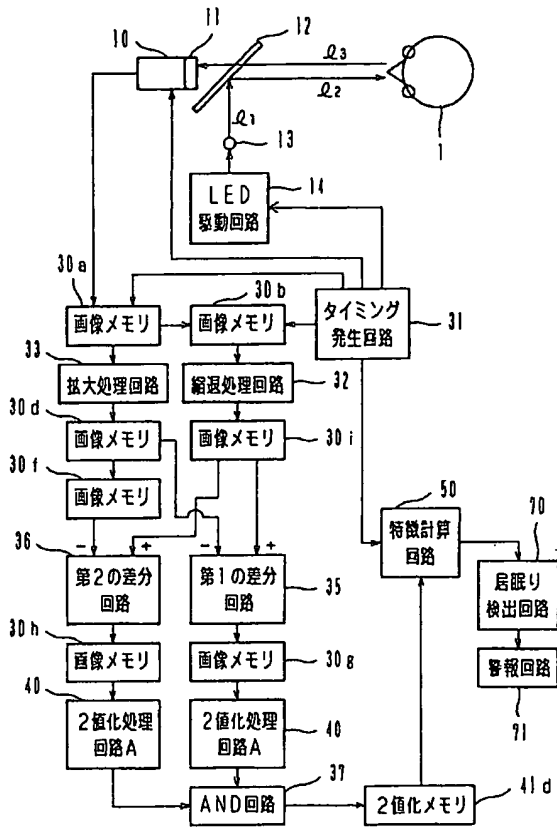 10 11 12
ℓ3
ℓ2
ℓ1
13
1
LED
駆動回路
14
30a
30b
画像メモリ
画像メモリ
タイミング
発生回路
31
33
拡大処理回路
縮退処理回路
32
30d
画像メモリ
画像メモリ
30i
30f
画像メモリ
50
特徴計算
回路
70
36
− +
− +
第2の差分
回路
第1の差分
回路
35
居眠り
検出回路
30h
画像メモリ
画像メモリ
30g
警報回路
71
40
2値化処理
回路A
2値化処理
回路A
40
37
AND回路
2値化メモリ
41d